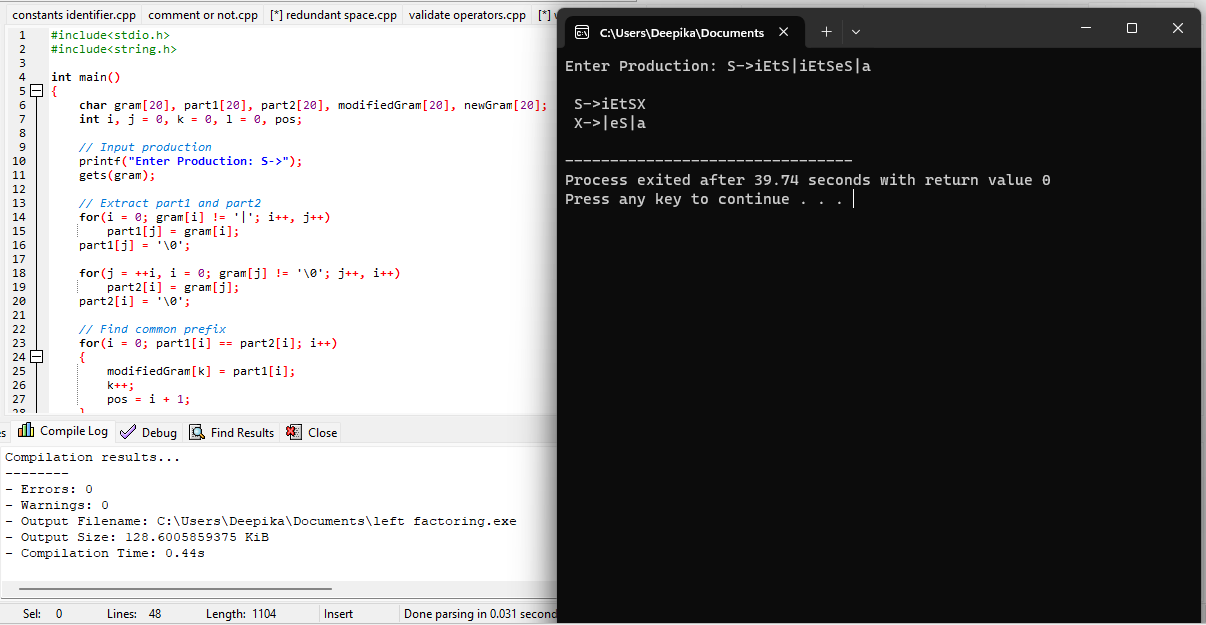 constants identifier.cpp comment or not.cpp [*] redundant space.cpp validate operators.cpp [*]
1 #include<stdio.h>
2 #include<string.h>
3
4 int main()
5 {
6 char gram[20], part1[20], part2[20], modifiedGram[20], newGram[20];
7 int i, j = 0, k = 0, l = 0, pos;
8
9 // Input production
10 printf("Enter Production: S->");
11 gets(gram);
12
13 // Extract part1 and part2
14 for(i = 0; gram[i] != '|'; i++, j++)
15 part1[j] = gram[i];
16 part1[j] = '\0';
17
18 for(j = ++i, i = 0; gram[j] != '\0'; j++, i++)
19 part2[i] = gram[j];
20 part2[i] = '\0';
21
22 // Find common prefix
23 for(i = 0; part1[i] == part2[i]; i++)
24 {
25 modifiedGram[k] = part1[i];
26 k++;
27 pos = i + 1;
28 }
Compile Log Debug Find Results Close
Compilation results...
--------
- Errors: 0
- Warnings: 0
- Output Filename: C:\Users\Deepika\Documents\left factoring.exe
- Output Size: 128.6005859375 KiB
- Compilation Time: 0.44s
Sel: 0 Lines: 48 Length: 1104 Insert Done parsing in 0.031 second
C:\Users\Deepika\Documents
Enter Production: S->iEtS|iEtSeS|a
S->iEtSX
X->|eS|a
--------------------------------
Process exited after 39.74 seconds with return value 0
Press any key to continue . . .